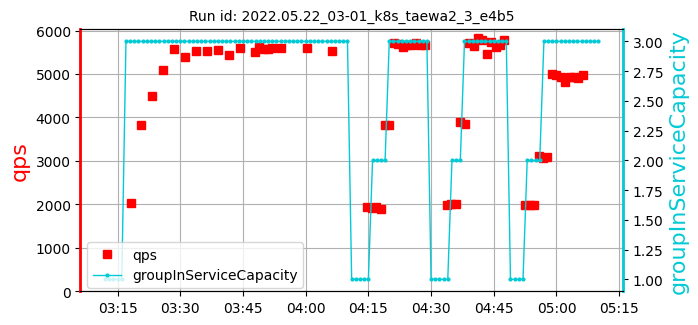 Run id: 2022.05.22_03-01_k8s_taewa2_3_e4b5
6000
5000
4000
3000
2000
1000
0
qps
3.00
2.75
2.50
2.25
2.00
1.75
1.50
1.25
1.00
groupInServiceCapacity
qps
groupInServiceCapacity
03:15 03:30 03:45 04:00 04:15 04:30 04:45 05:00 05:15